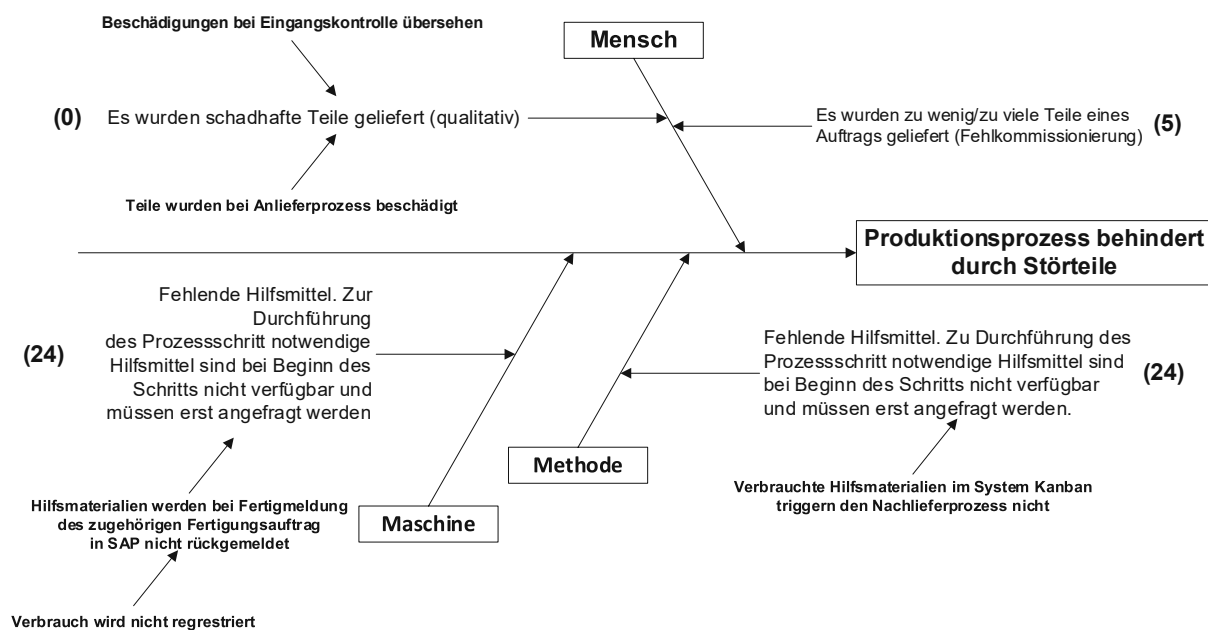 Beschädigungen bei Eingangskontrolle übersehen
Mensch
(0)
Es wurden schadhafte Teile geliefert (qualitativ)
Es wurden zu wenig/zu viele Teile eines
Auftrags geliefert (Fehlkommissionierung)
(5)
Teile wurden bei Anlieferprozess beschädigt
Produktionsprozess behindert
durch Störteile
Fehlende Hilfsmittel. Zur
Durchführung
des Prozessschritt notwendige
Hilfsmittel sind bei Beginn des
Schritts nicht verfügbar und
müssen erst angefragt werden
(24)
Fehlende Hilfsmittel. Zu Durchführung des
Prozessschritt notwendige Hilfsmittel sind
bei Beginn des Schritts nicht verfügbar
und müssen erst angefragt werden.
(24)
Methode
Verbrauchte Hilfsmaterialien im System Kanban
triggern den Nachlieferprozess nicht
Hilfsmaterialien werden bei Fertigmeldung
des zugehörigen Fertigungsauftrag
in SAP nicht rückgemeldet
Maschine
Verbrauch wird nicht regrestriert